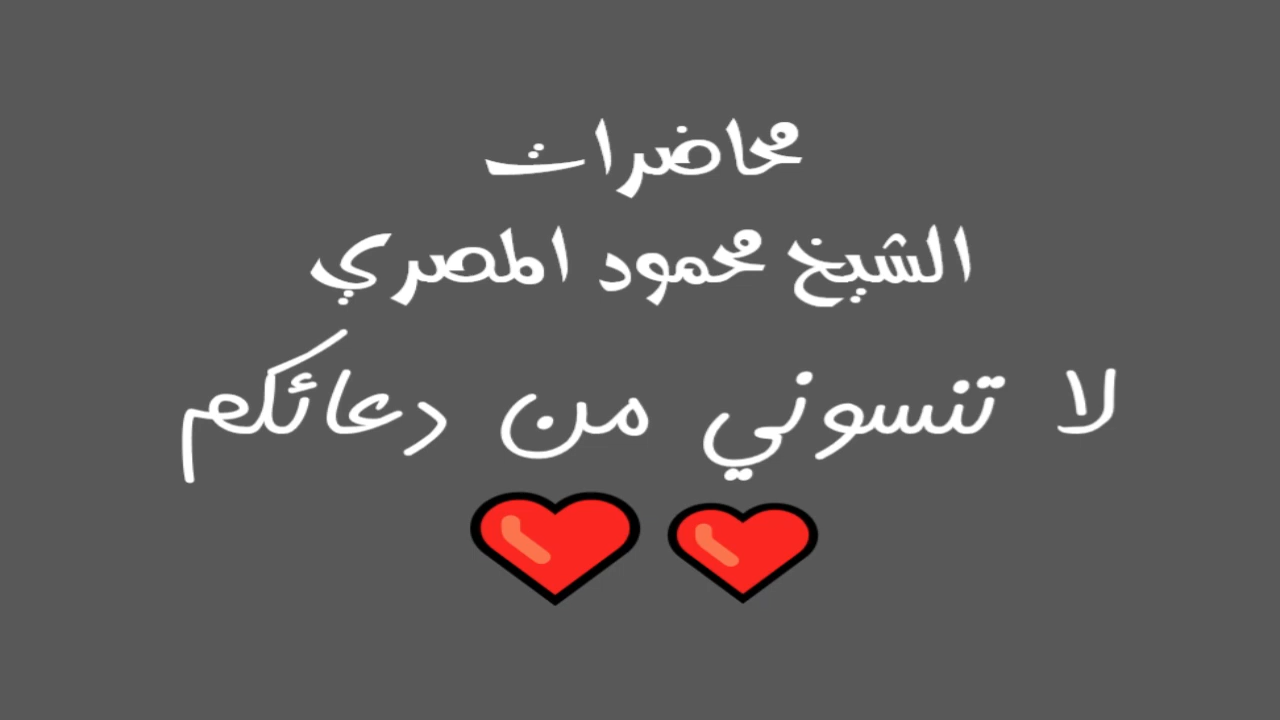 محاضرات
الشيخ محمود المصري
لا تنسوني من دعائكم